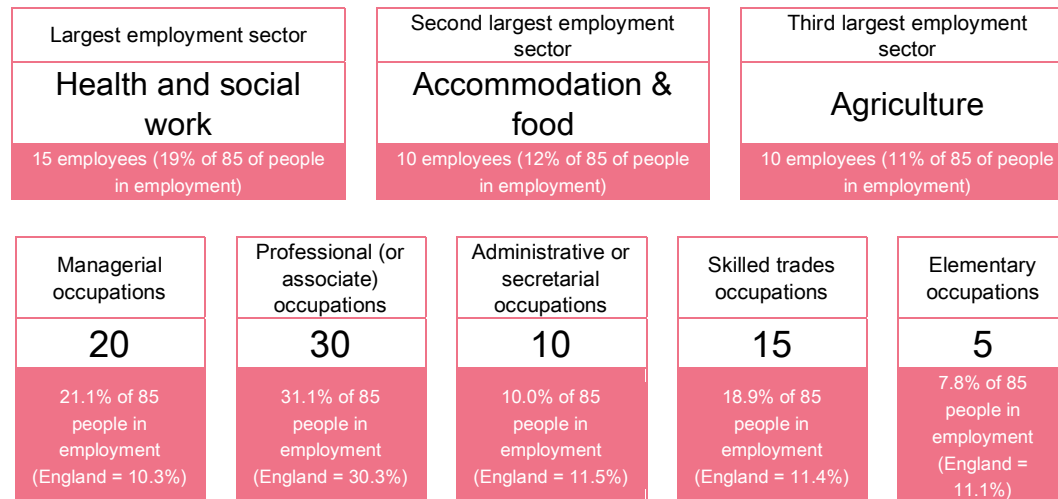 Largest employment sector
Health and social
work
15 employees (19% of 85 of people
in employment)
Second largest employment
sector
Accommodation &
food
10 employees (12% of 85 of people
in employment)
Third largest employment
sector
Agriculture
10 employees (11% of 85 of people
in employment)
Managerial
occupations
20
21.1% of 85
people in
employment
(England = 10.3%)
Professional (or
associate)
occupations
30
31.1% of 85
people in
employment
(England = 30.3%)
Administrative or
secretarial
occupations
10
10.0% of 85
people in
employment
(England = 11.5%)
Skilled trades
occupations
15
18.9% of 85
people in
employment
(England = 11.4%)
Elementary
occupations
5
7.8% of 85
people in
employment
(England =
11.1%)